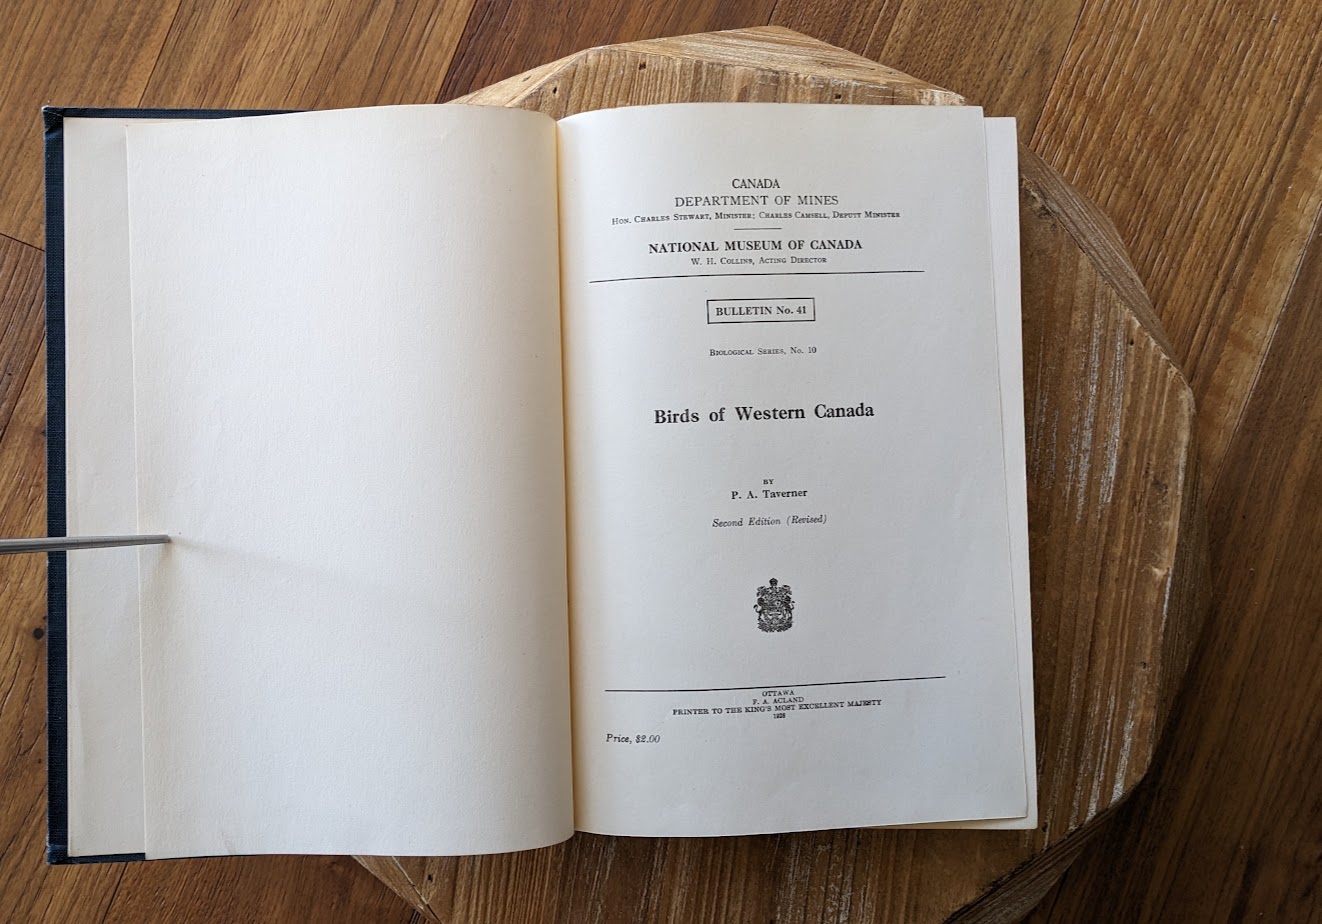 CANADA
DEPARTMENT OF MINES
HON. CHARLES STEWART, MINISTER; CHARLES CAMSELL, DEPUTY MINISTER
NATIONAL MUSEUM OF CANADA
W. H. COLLINS, ACTING DIRECTOR
BULLETIN No. 41
BIOLOGICAL SERIES, No. 10
Birds of Western Canada
BY
P. A. Taverner
Second Edition (Revised)
OTTAWA
F. A. ACLAND
PRINTER TO THE KING'S MOST EXCELLENT MAJESTY
1928
Price, $2.00